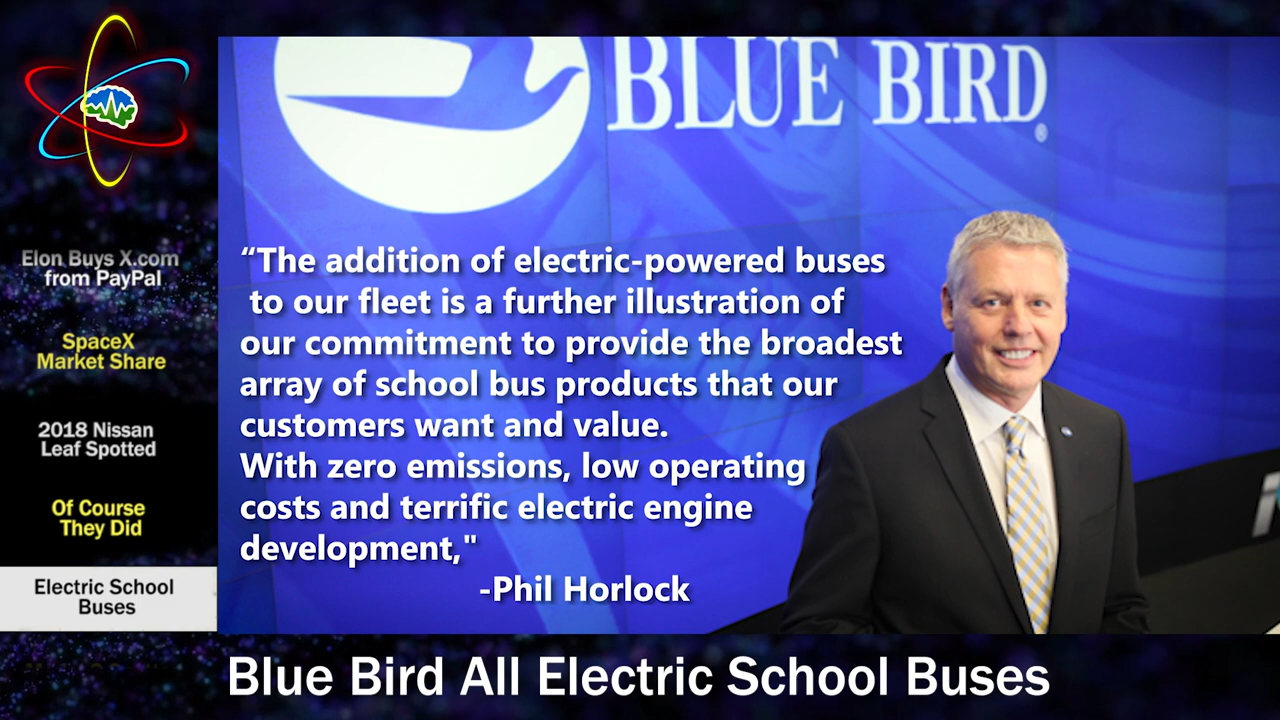 BLUE BIRD®
Elon Buys X.com
from PayPal
SpaceX
Market Share
2018 Nissan
Leaf Spotted
Of Course
They Did
Electric School
Buses
“The addition of electric-powered buses
to our fleet is a further illustration of
our commitment to provide the broadest
array of school bus products that our
customers want and value.
With zero emissions, low operating
costs and terrific electric engine
development,"
-Phil Horlock
Blue Bird All Electric School Buses